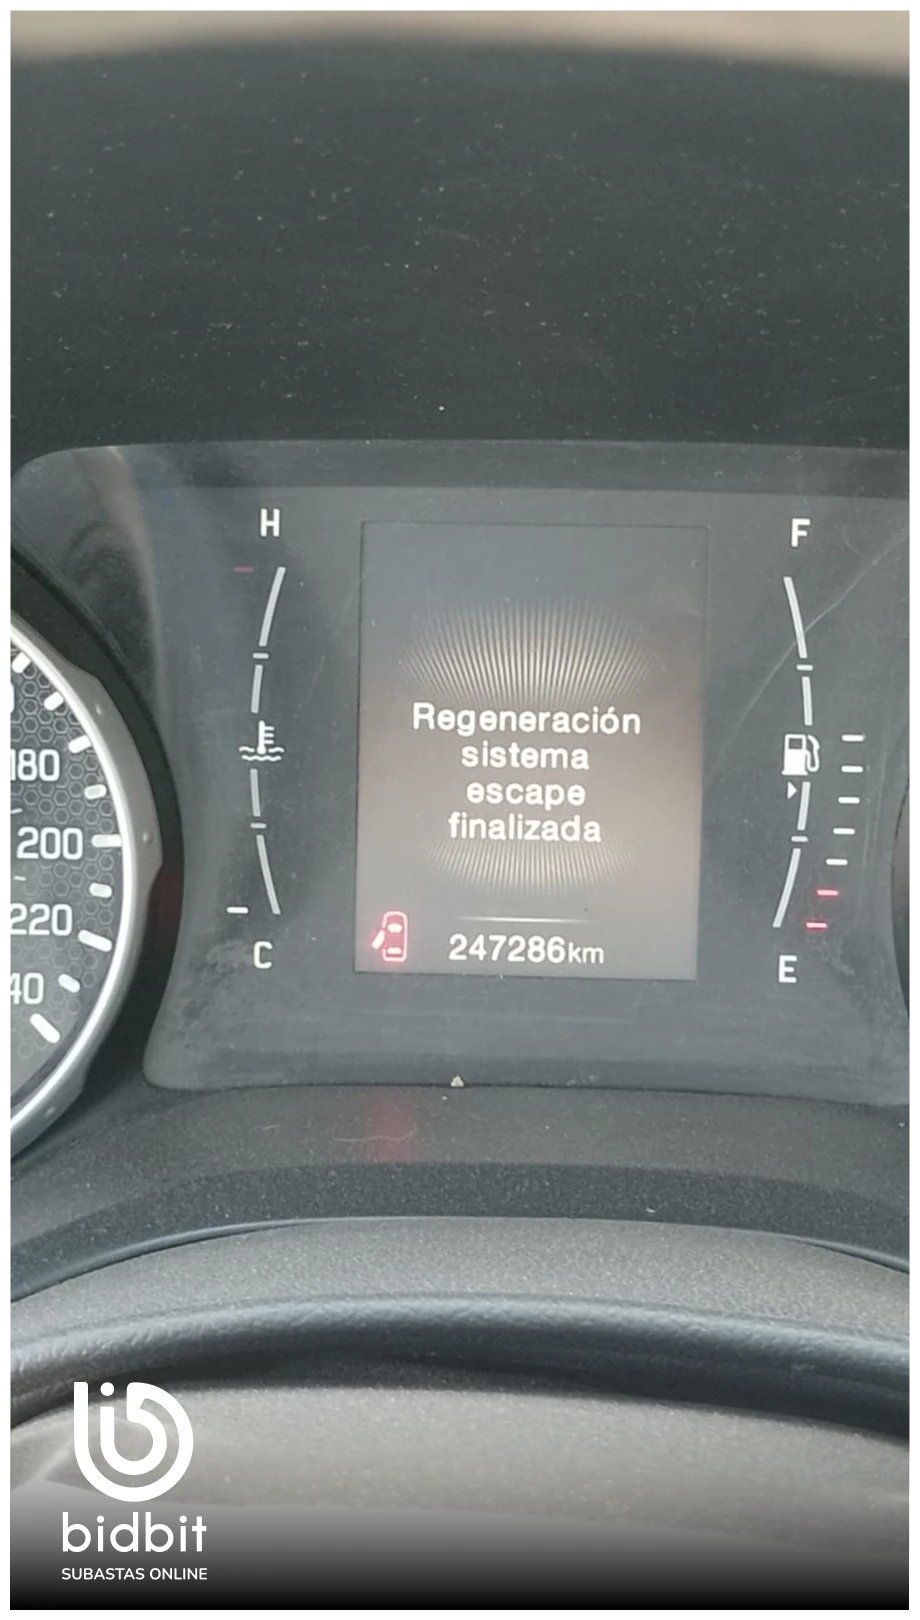 H
F
180
200
220
40
Regeneración
sistema
escape
finalizada
247286km
C
E
bidbit
SUBASTAS ONLINE